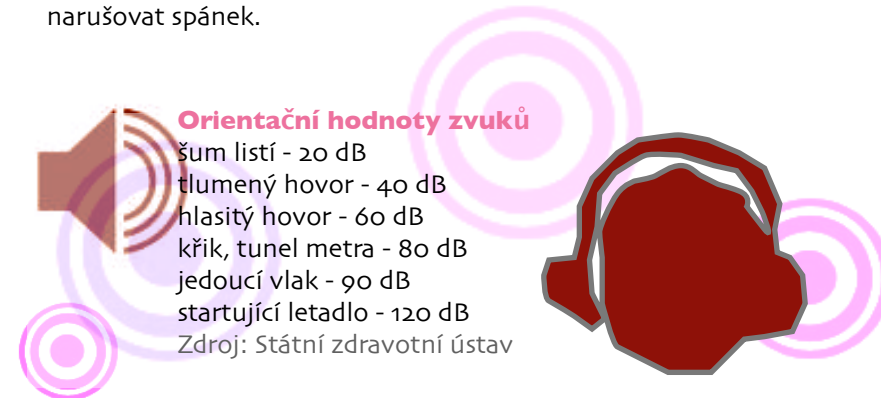 narušovat spánek.
Orientační hodnoty zvuků
šum listí - 20 dB
tlumený hovor - 40 dB
hlasitý hovor - 60 dB
křik, tunel metra - 80 dB
jedoucí vlak - 90 dB
startující letadlo - 120 dB
Zdroj: Státní zdravotní ústav